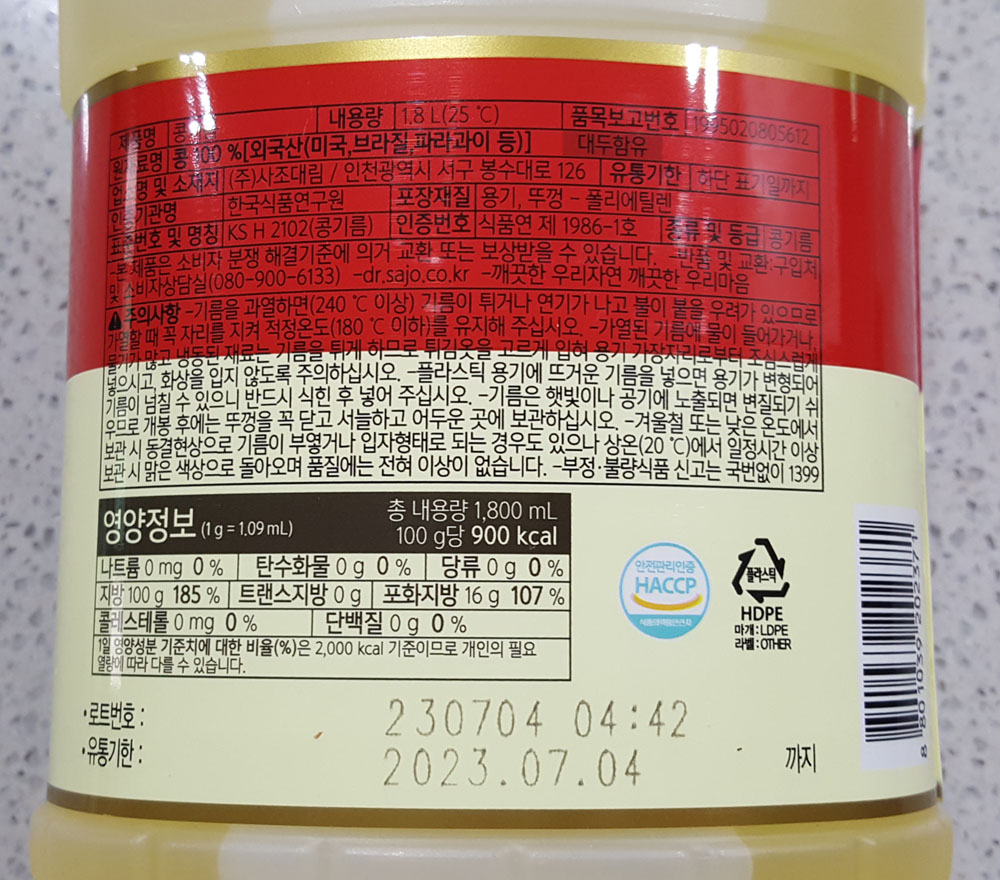 제품명 콩기름 내용량 1.8 L(25 ℃) 품목보고번호 1995020805612
원재료명 콩 100 %[외국산(미국,브라질,파라과이 등)] 대두함유
업소명 및 소재지 (주)사조대림 / 인천광역시 서구 봉수대로 126 유통기한 하단 표기일까지
인증기관명 한국식품연구원 포장재질 용기, 뚜껑 - 폴리에틸렌
표준번호 및 명칭 KS H 2102(콩기름) 인증번호 식품연 제 1986-1호 종류 및 등급 콩기름
-본 제품은 소비자 분쟁 해결기준에 의거 교환 또는 보상받을 수 있습니다. -반품 및 교환:구입처
및 소비자상담실(080-900-6133) -dr.sajo.co.kr -깨끗한 우리자연 깨끗한 우리마음
주의사항 -기름을 과열하면(240 ℃ 이상) 기름이 튀거나 연기가 나고 불이 붙을 우려가 있으므로
가열할 때 꼭 자리를 지켜 적정온도(180 ℃ 이하)를 유지해 주십시오. -가열된 기름에 물이 들어가거나,
물기가 많고 냉동된 재료는 기름을 튀게 하므로 튀김옷을 고르게 입혀 용기 가장자리로부터 조심스럽게
넣으시고, 화상을 입지 않도록 주의하십시오. -플라스틱 용기에 뜨거운 기름을 넣으면 용기가 변형되어
기름이 넘칠 수 있으니 반드시 식힌 후 넣어 주십시오. -기름은 햇빛이나 공기에 노출되면 변질되기 쉬
우므로 개봉 후에는 뚜껑을 꼭 닫고 서늘하고 어두운 곳에 보관하십시오. -겨울철 또는 낮은 온도에서
보관 시 동결현상으로 기름이 부옇거나 입자형태로 되는 경우도 있으나 상온(20 ℃)에서 일정시간 이상
보관 시 맑은 색상으로 돌아오며 품질에는 전혀 이상이 없습니다. -부정·불량식품 신고는 국번없이 1399
영양정보 (1 g = 1.09 mL) 총 내용량 1,800 mL
100 g당 900 kcal
나트륨 0 mg 0 % 탄수화물 0 g 0 % 당류 0 g 0 %
지방 100 g 185 % 트랜스지방 0 g 포화지방 16 g 107 %
콜레스테롤 0 mg 0 % 단백질 0 g 0 %
1일 영양성분 기준치에 대한 비율(%)은 2,000 kcal 기준이므로 개인의 필요
열량에 따라 다를 수 있습니다.
안전관리인증
HACCP
식품의약품안전처
플라스틱
HDPE
마개:LDPE
라벨:OTHER
·로트번호 : 230704 04:42
·유통기한 : 2023.07.04 까지
8 801039 202371